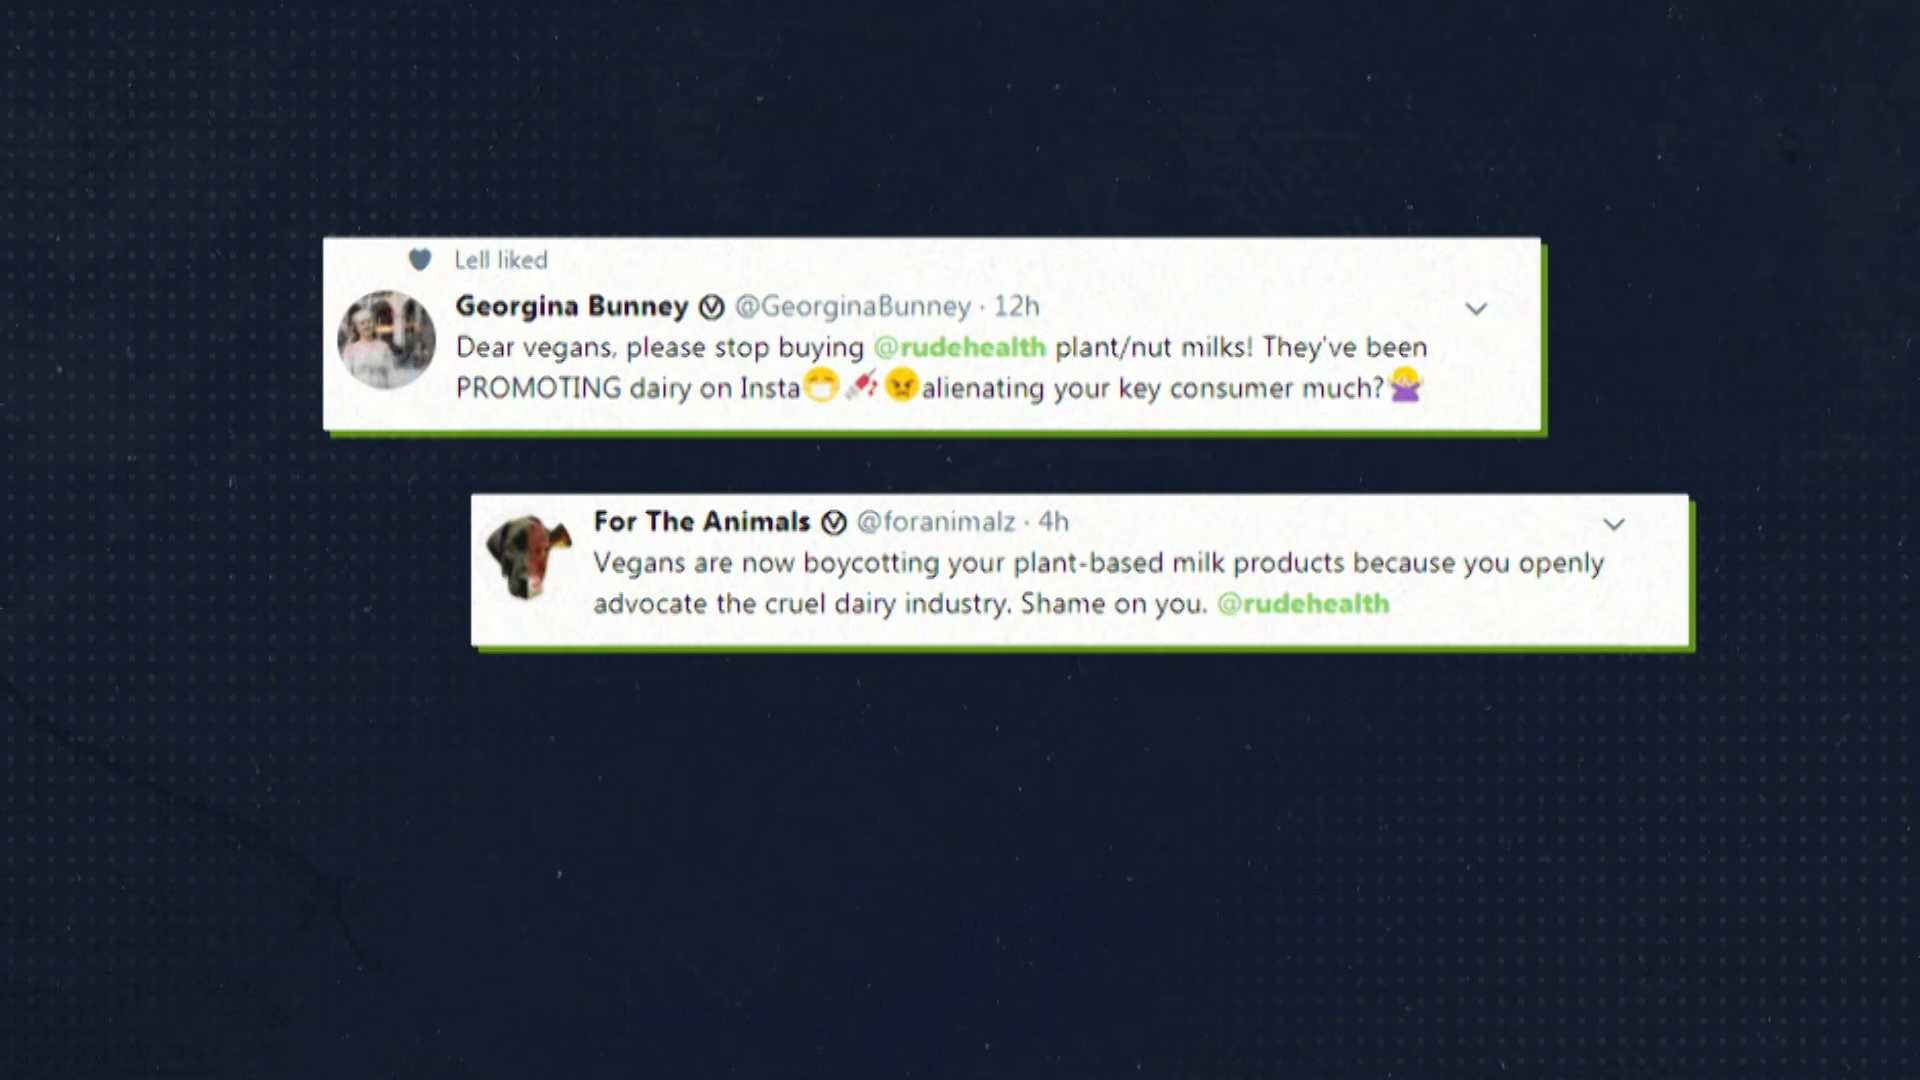 Lell liked
Georgina Bunney Ⓥ @GeorginaBunney · 12h
Dear vegans, please stop buying @rudehealth plant/nut milks! They've been
PROMOTING dairy on Insta😷💉😠alienating your key consumer much?🤷
For The Animals Ⓥ @foranimalz · 4h
Vegans are now boycotting your plant-based milk products because you openly
advocate the cruel dairy industry. Shame on you. @rudehealth